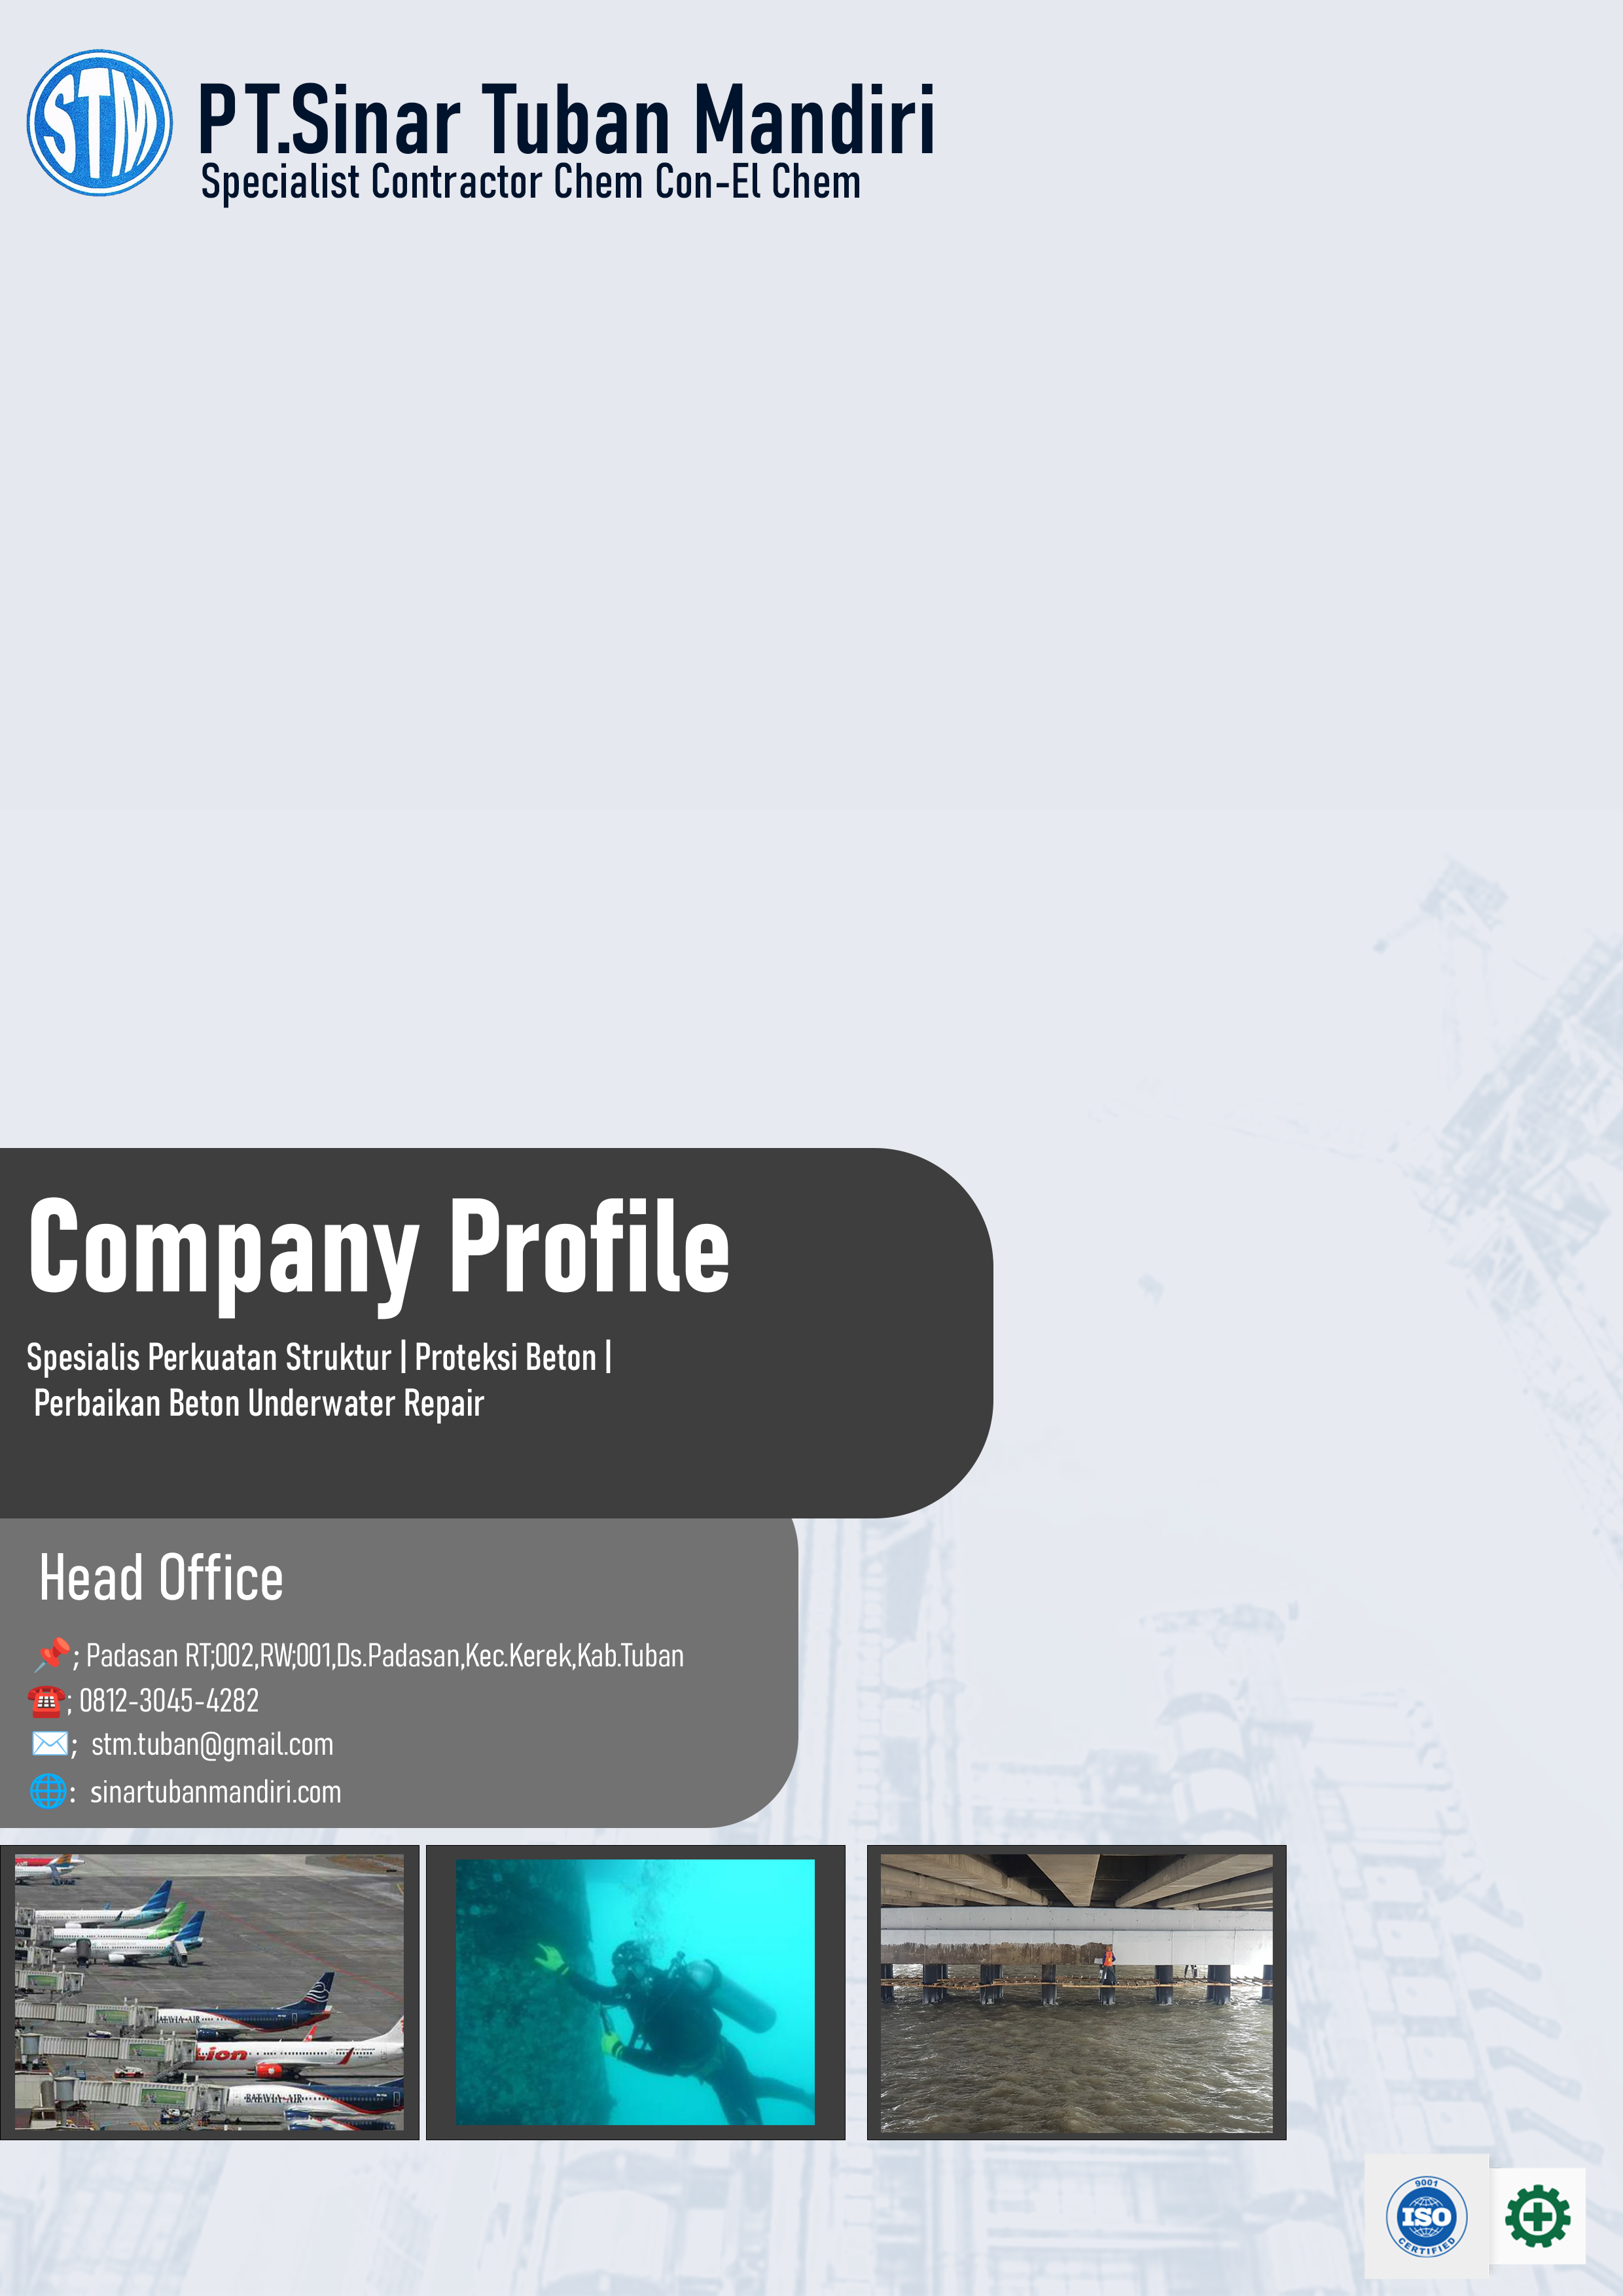 STM
PT.Sinar Tuban Mandiri
Specialist Contractor Chem Con-El Chem
Company Profile
Spesialis Perkuatan Struktur | Proteksi Beton |
Perbaikan Beton Underwater Repair
Head Office
; Padasan RT;002,RW;001,Ds.Padasan,Kec.Kerek,Kab.Tuban
; 0812-3045-4282
; stm.tuban@gmail.com
: sinartubanmandiri.com
BATAVIA AIR
Lion
BATAVIA AIR
9001
ISO
CERTIFIED